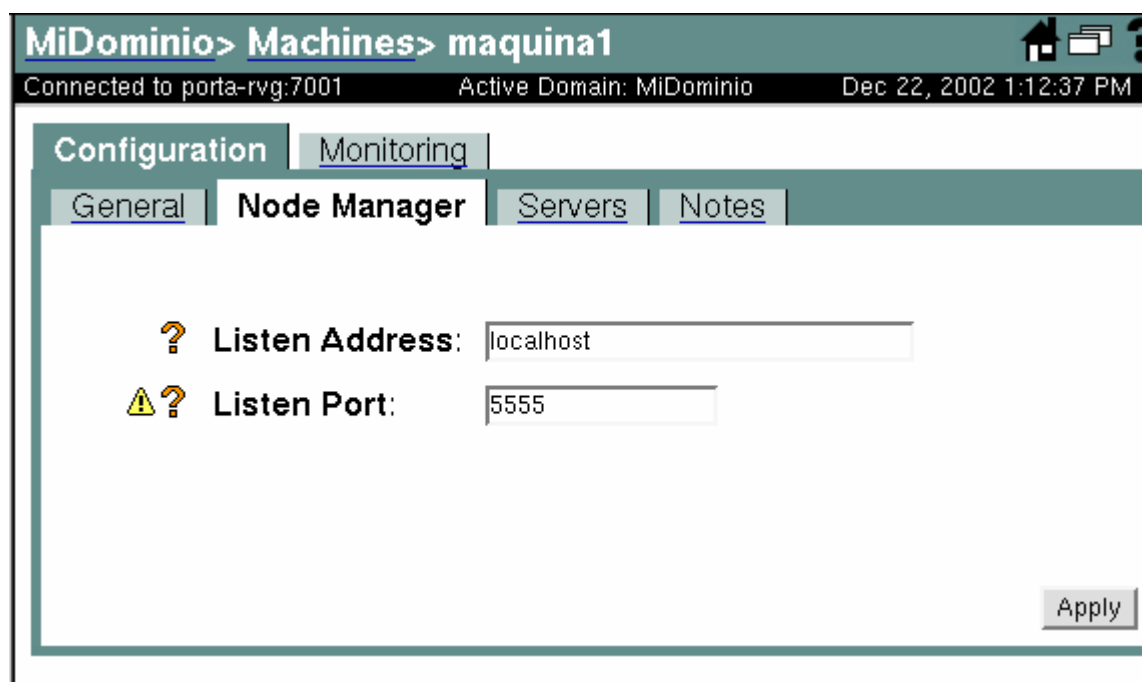 MiDominio> Machines> maquina1
Connected to porta-rvg:7001 Active Domain: MiDominio Dec 22, 2002 1:12:37 PM
Configuration Monitoring
General Node Manager Servers Notes
? Listen Address: localhost
? Listen Port: 5555
Apply